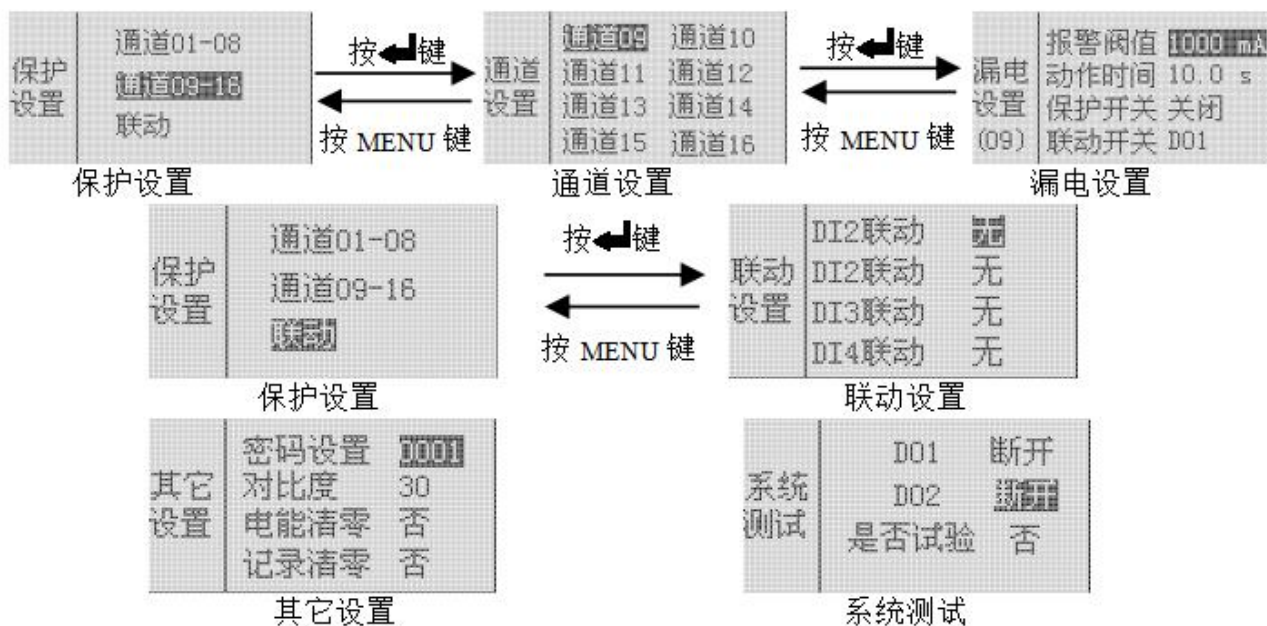 保护设置
通道01-08
通道09-16
联动
按键
按 MENU 键
通道设置
通道09 通道10
通道11 通道12
通道13 通道14
通道15 通道16
按键
按 MENU 键
漏电设置(09)
报警阀值 1000 mA
动作时间 10.0 s
保护开关 关闭
联动开关 DO1
保护设置
通道设置
漏电设置
保护设置
通道01-08
通道09-16
联动
按键
按 MENU 键
联动设置
DI2联动
DI2联动 无
DI3联动 无
DI4联动 无
保护设置
联动设置
其它设置
密码设置 0001
对比度 30
电能清零 否
记录清零 否
系统测试
DO1 断开
DO2 断开
是否试验 否
其它设置
系统测试